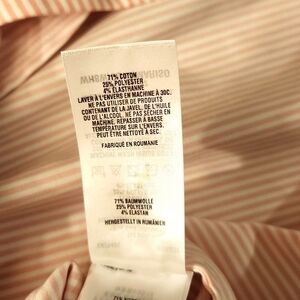 71% COTON
25% POLYESTER
4% ÉLASTHANNE
LAVER À L'ENVERS EN MACHINE À 30C.
NE PAS UTILISER DE PRODUITS
CONTENANT DE LA JAVEL, DE L'HUILE
OU DE L'ALCOOL. NE PAS SÉCHER EN
MACHINE. REPASSER À BASSE
TEMPÉRATURE SUR L'ENVERS.
PEUT ÊTRE NETTOYÉ À SEC.
FABRIQUÉ EN ROUMANIE
71% BAUMWOLLE
25% POLYESTER
4% ELASTAN
HERGESTELLT IN RUMÄNIEN